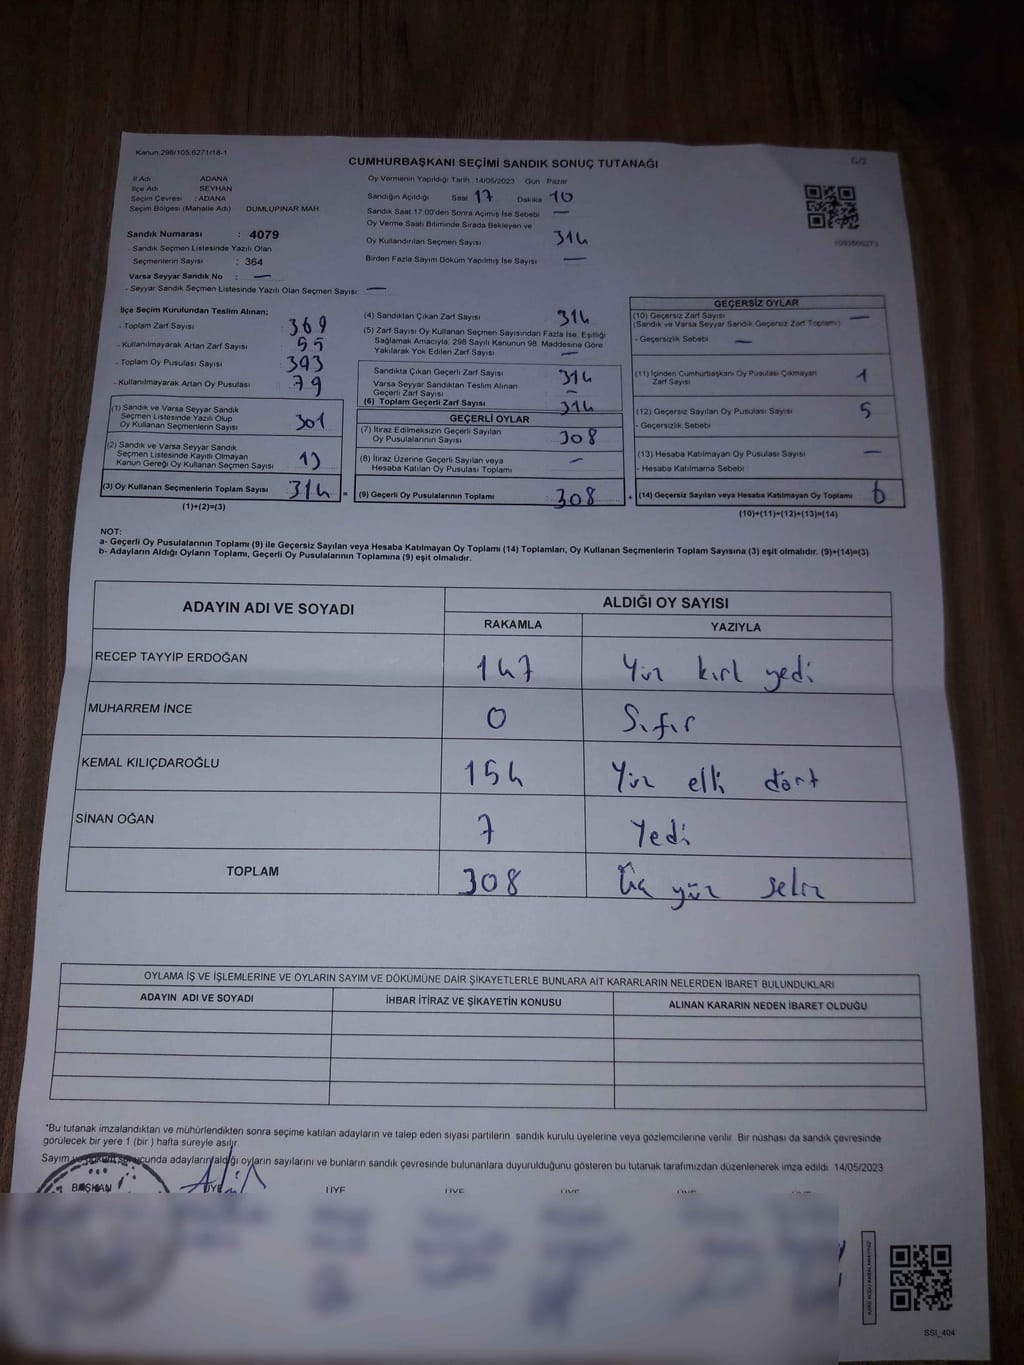 Kanun:298/105.6271/18-1
CUMHURBAŞKANI SEÇİMİ SANDIK SONUÇ TUTANAĞI
İl Adı ADANA
İlçe Adı SEYHAN
Seçim Çevresi : ADANA
Seçim Bölgesi (Mahalle Adı) DUMLUPINAR MAH.
Oy Vermenin Yapıldığı Tarih : 14/05/2023 Gün Pazar
Sandığın Açıldığı Saat 17 Dakika 10
Sandık Saat 17:00'den Sonra Açımış İse Sebebi —
Oy Verme Saati Bitiminde Sırada Bekleyen ve
Oy Kullandırılan Seçmen Sayısı 314
Birden Fazla Sayım Döküm Yapılmış İse Sayısı —
Sandık Numarası : 4079
- Sandık Seçmen Listesinde Yazılı Olan
Seçmenlerin Sayısı : 364
Varsa Seyyar Sandık No : —
- Seyyar Sandık Seçmen Listesinde Yazılı Olan Seçmen Sayısı: —
İlçe Seçim Kurulundan Teslim Alınan;
- Toplam Zarf Sayısı 369
- Kullanılmayarak Artan Zarf Sayısı 55
- Toplam Oy Pusulası Sayısı 393
- Kullanılmayarak Artan Oy Pusulası 79
(1) Sandık ve Varsa Seyyar Sandık
Seçmen Listesinde Yazılı Olup
Oy Kullanan Seçmenlerin Sayısı 301
(2) Sandık ve Varsa Seyyar Sandık
Seçmen Listesinde Kayıtlı Olmayan
Kanun Gereği Oy Kullanan Seçmen Sayısı 13
(3) Oy Kullanan Seçmenlerin Toplam Sayısı 314 =
(1)+(2)=(3)
(4) Sandıktan Çıkan Zarf Sayısı 314
(5) Zarf Sayısı Oy Kullanan Seçmen Sayısından Fazla İse, Eşitliği
Sağlamak Amacıyla, 298 Sayılı Kanunun 98. Maddesine Göre
Yakılarak Yok Edilen Zarf Sayısı —
Sandıkta Çıkan Geçerli Zarf Sayısı 314
Varsa Seyyar Sandıktan Teslim Alınan
Geçerli Zarf Sayısı —
(6) Toplam Geçerli Zarf Sayısı 314
GEÇERLİ OYLAR
(7) İtiraz Edilmeksizin Geçerli Sayılan
Oy Pusulalarının Sayısı 308
(8) İtiraz Üzerine Geçerli Sayılan veya
Hesaba Katılan Oy Pusulası Toplamı —
(9) Geçerli Oy Pusulalarının Toplamı 308 +
GEÇERSİZ OYLAR
(10) Geçersiz Zarf Sayısı —
(Sandık ve Varsa Seyyar Sandık Geçersiz Zarf Toplamı)
- Geçersizlik Sebebi —
(11) İçinden Cumhurbaşkanı Oy Pusulası Çıkmayan
Zarf Sayısı 1
(12) Geçersiz Sayılan Oy Pusulası Sayısı 5
- Geçersizlik Sebebi
(13) Hesaba Katılmayan Oy Pusulası Sayısı —
- Hesaba Katılmama Sebebi
(14) Geçersiz Sayılan veya Hesaba Katılmayan Oy Toplamı 6
(10)+(11)+(12)+(13)=(14)
NOT:
a- Geçerli Oy Pusulalarının Toplamı (9) ile Geçersiz Sayılan veya Hesaba Katılmayan Oy Toplamı (14) Toplamları, Oy Kullanan Seçmenlerin Toplam Sayısına (3) eşit olmalıdır. (9)+(14)=(3)
b- Adayların Aldığı Oyların Toplamı, Geçerli Oy Pusulalarının Toplamına (9) eşit olmalıdır.
ADAYIN ADI VE SOYADI ALDIĞI OY SAYISI
RAKAMLA YAZIYLA
RECEP TAYYİP ERDOĞAN 147 Yüz kırk yedi
MUHARREM İNCE 0 Sıfır
KEMAL KILIÇDAROĞLU 154 Yüz elli dört
SİNAN OĞAN 7 Yedi
TOPLAM 308 Üç yüz sekiz
OYLAMA İŞ VE İŞLEMLERİNE VE OYLARIN SAYIM VE DÖKÜMÜNE DAİR ŞİKAYETLERLE BUNLARA AİT KARARLARIN NELERDEN İBARET BULUNDUKLARI
ADAYIN ADI VE SOYADI İHBAR İTİRAZ VE ŞİKAYETİN KONUSU ALINAN KARARIN NEDEN İBARET OLDUĞU
*Bu tutanak imzalandıktan ve mühürlendikten sonra seçime katılan adayların ve talep eden siyasi partilerin sandık kurulu üyelerine veya gözlemcilerine verilir. Bir nüshası da sandık çevresinde
görülecek bir yere 1 (bir ) hafta süreyle asılır.
Sayım ve döküm sonucunda adayların aldığı oyların sayılarını ve bunların sandık çevresinde bulunanlara duyurulduğunu gösteren bu tutanak tarafımızdan düzenlenerek imza edildi. 14/05/2023
BAŞKAN ÜYE ÜYE ÜYE ÜYE
SSI_404